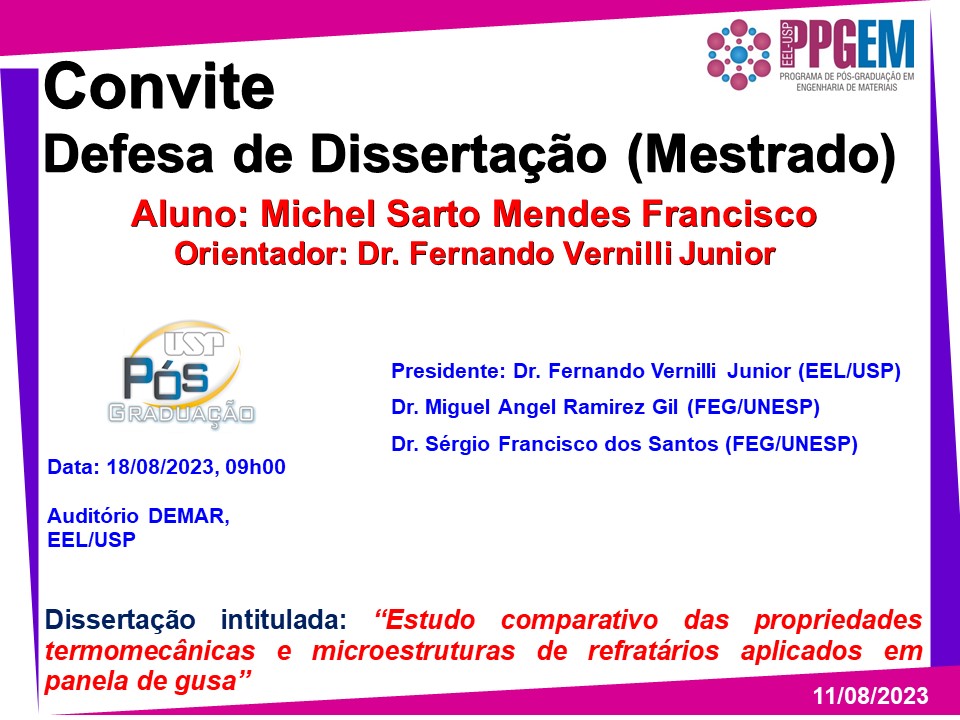 EEL-USP
PPGEM
PROGRAMA DE PÓS-GRADUAÇÃO EM
ENGENHARIA DE MATERIAIS
Convite
Defesa de Dissertação (Mestrado)
Aluno: Michel Sarto Mendes Francisco
Orientador: Dr. Fernando Vernilli Junior
USP
Pós
GRADUAÇÃO
Presidente: Dr. Fernando Vernilli Junior (EEL/USP)
Dr. Miguel Angel Ramirez Gil (FEG/UNESP)
Dr. Sérgio Francisco dos Santos (FEG/UNESP)
Data: 18/08/2023, 09h00
Auditório DEMAR,
EEL/USP
Dissertação intitulada: “Estudo comparativo das propriedades
termomecânicas e microestruturas de refratários aplicados em
panela de gusa”
11/08/2023